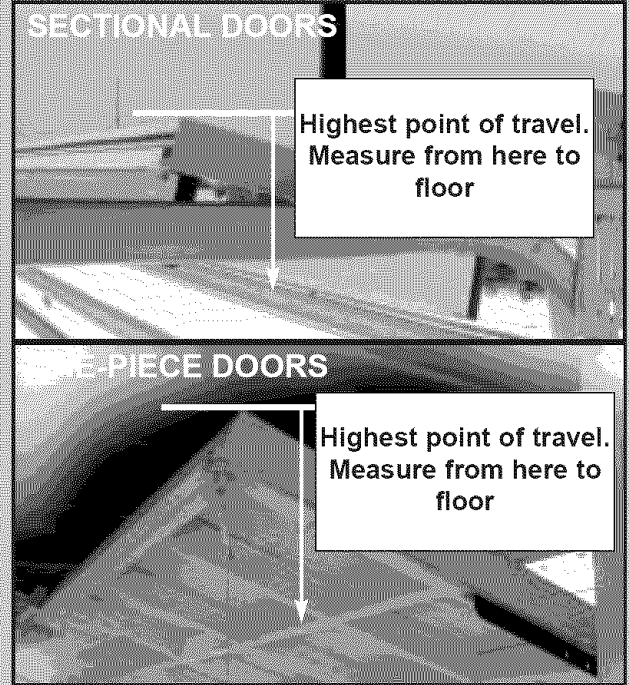 SECTIONAL DOORS
Highest point of travel.
Measure from here to
floor
E-PIECE DOORS
Highest point of travel.
Measure from here to
floor